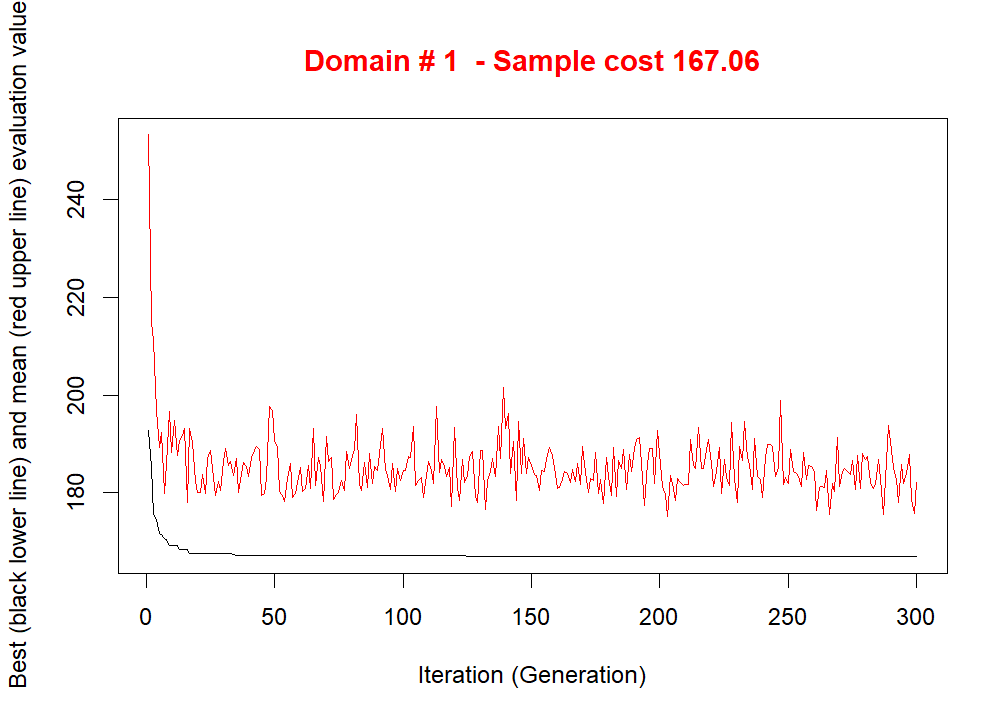 Domain # 1  - Sample cost 167.06
Best (black lower line) and mean (red upper line) evaluation value
240
220
200
180
0 50 100 150 200 250 300
Iteration (Generation)